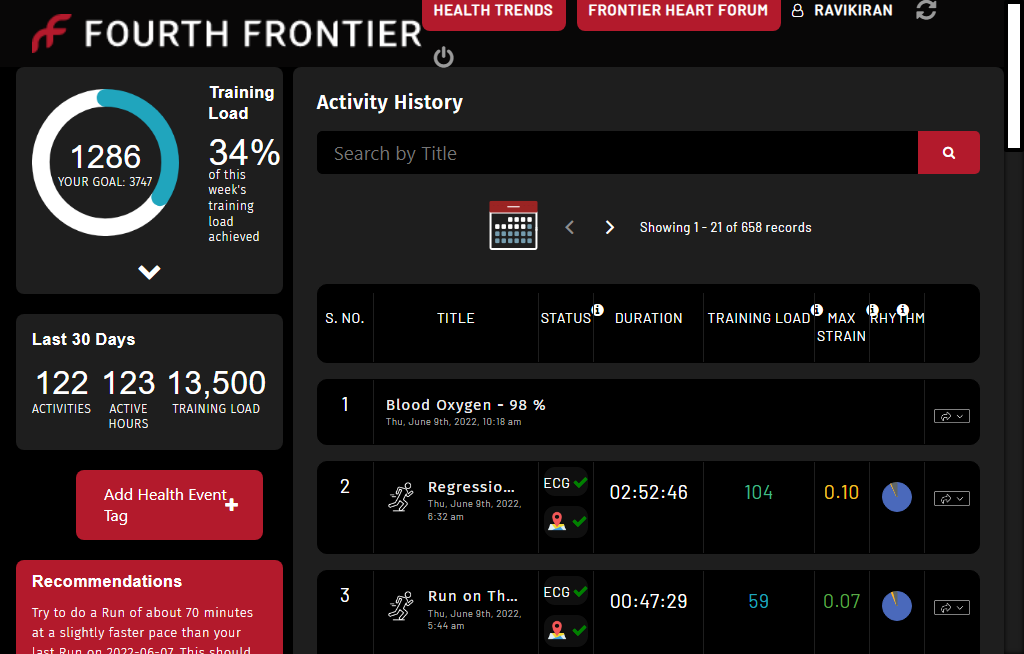 FOURTH FRONTIER
HEALTH TRENDS
FRONTIER HEART FORUM
RAVIKIRAN
Training
Load
1286
YOUR GOAL: 3747
34%
of this
week's
training
load
achieved
Last 30 Days
122 123 13,500
ACTIVITIES ACTIVE HOURS TRAINING LOAD
Add Health Event
Tag
Recommendations
Try to do a Run of about 70 minutes
at a slightly faster pace than your
last Run on 2022-06-07. This should
Activity History
Search by Title
Showing 1 - 21 of 658 records
S. NO. TITLE STATUS DURATION TRAINING LOAD MAX STRAIN RHYTHM
1
Blood Oxygen - 98 %
Thu, June 9th, 2022, 10:18 am
2
Regressio...
Thu, June 9th, 2022,
6:32 am
ECG
02:52:46
104
0.10
3
Run on Th...
Thu, June 9th, 2022,
5:44 am
ECG
00:47:29
59
0.07